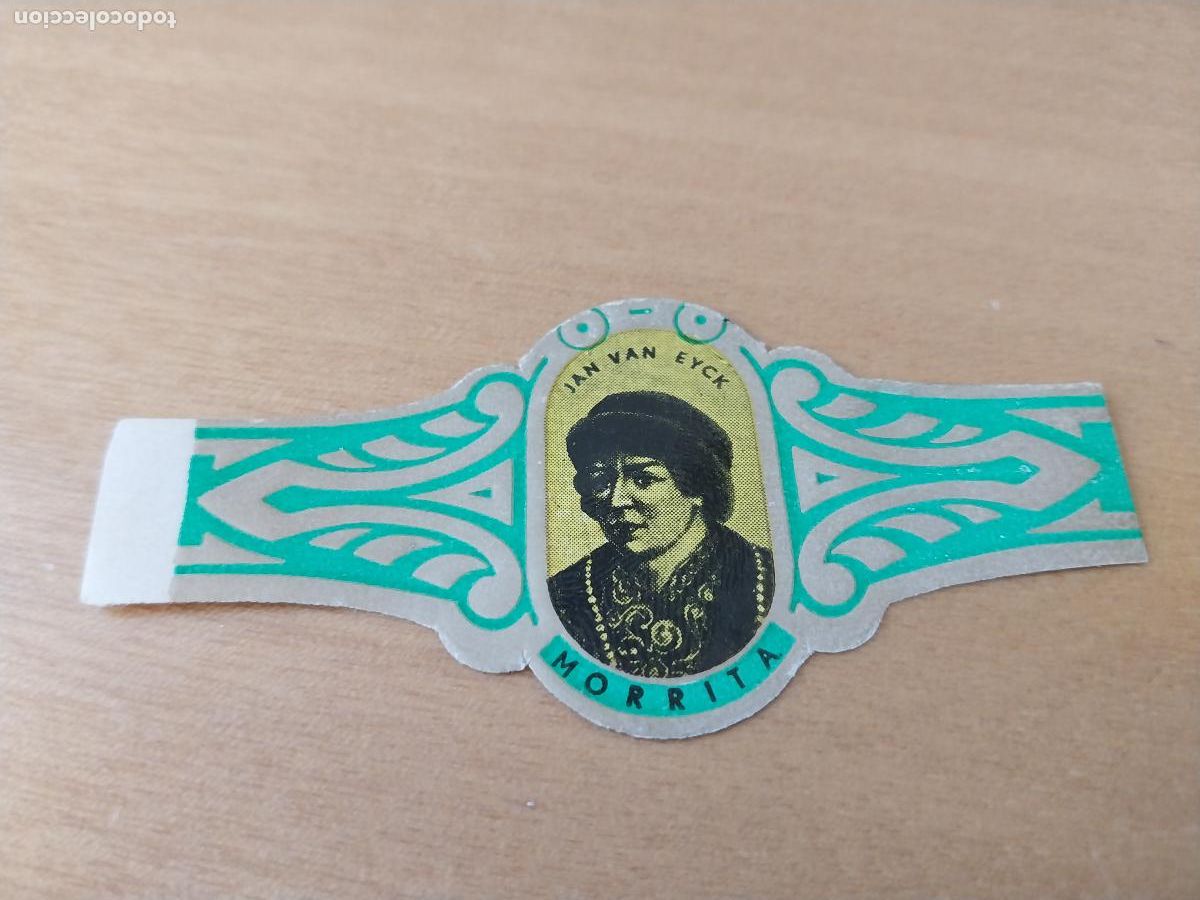 todocoleccion
JAN VAN EYCK
MORRITA